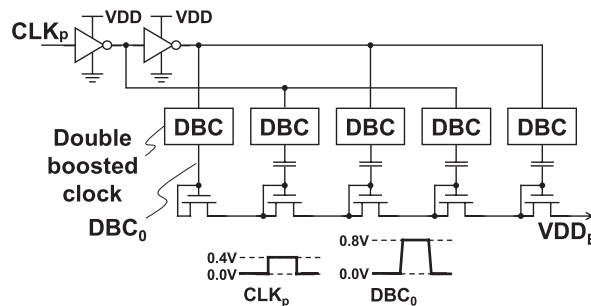 VDD
VDD
CLKp
DBC
DBC
DBC
DBC
DBC
Double
boosted
clock
DBC0
VDDE
0.4V
0.0V
CLKp
0.8V
0.0V
DBC0